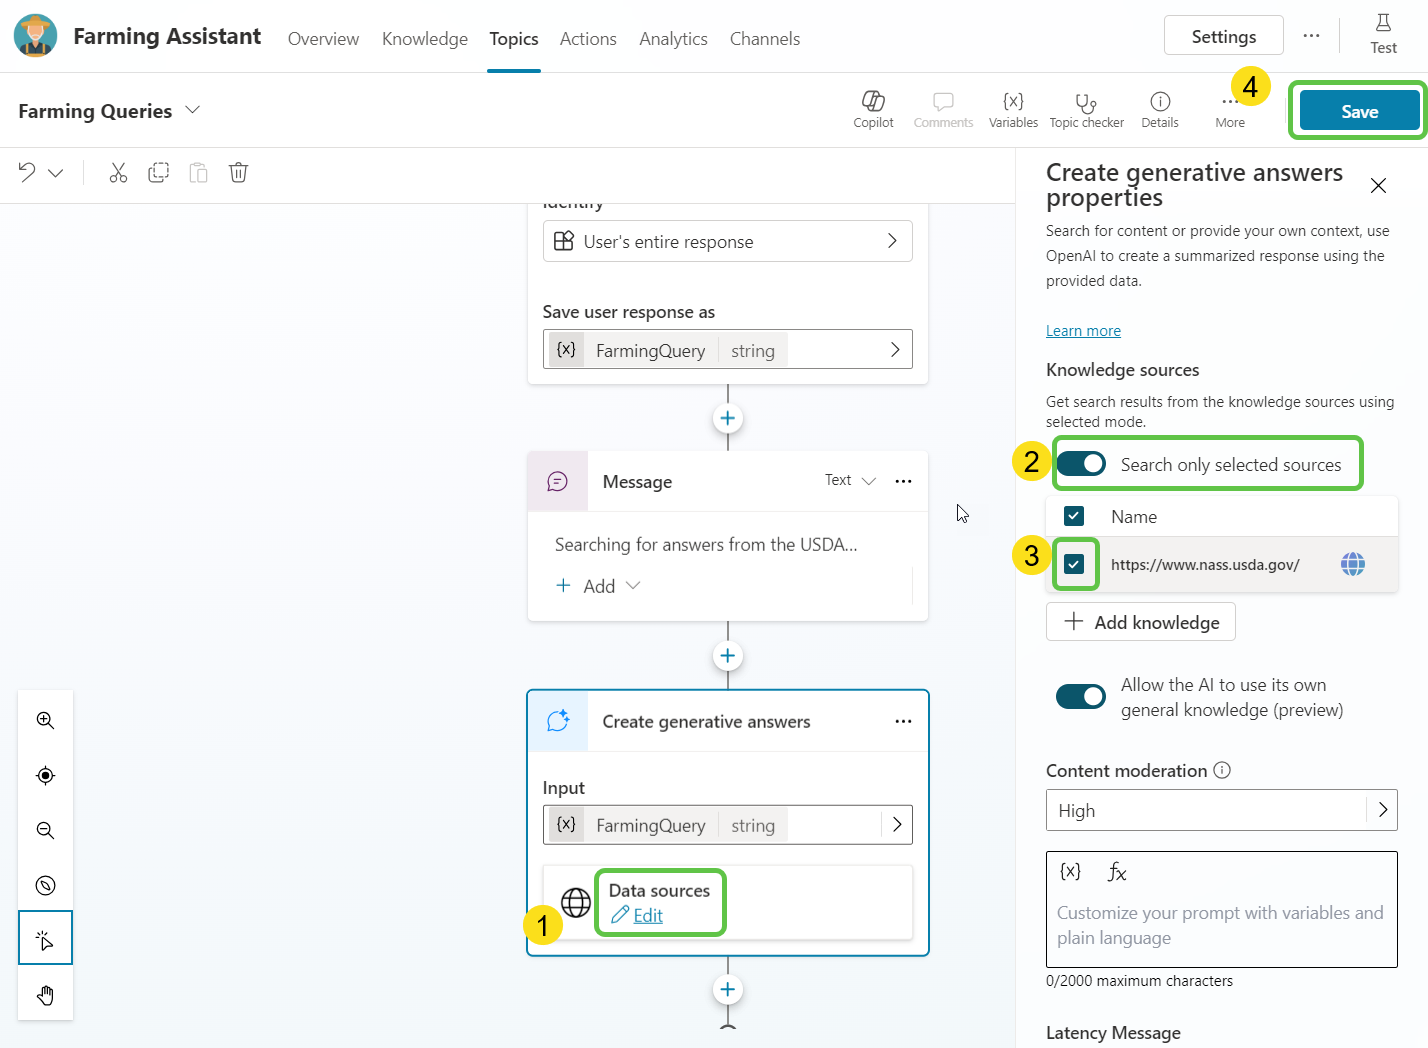 Farming Assistant
Overview
Knowledge
Topics
Actions
Analytics
Channels
Settings
Test
Farming Queries
Copilot
Comments
{x}
Variables
Topic checker
Details
More
4
Save
Identify
User's entire response
Save user response as
{x} FarmingQuery string
Message
Text
Searching for answers from the USDA...
+ Add
Create generative answers
Input
{x} FarmingQuery string
Data sources
Edit
1
Create generative answers
properties
Search for content or provide your own context, use
OpenAI to create a summarized response using the
provided data.
Learn more
Knowledge sources
Get search results from the knowledge sources using
selected mode.
2
Search only selected sources
Name
3
https://www.nass.usda.gov/
+ Add knowledge
Allow the AI to use its own
general knowledge (preview)
Content moderation
High
{x} fx
Customize your prompt with variables and
plain language
0/2000 maximum characters
Latency Message